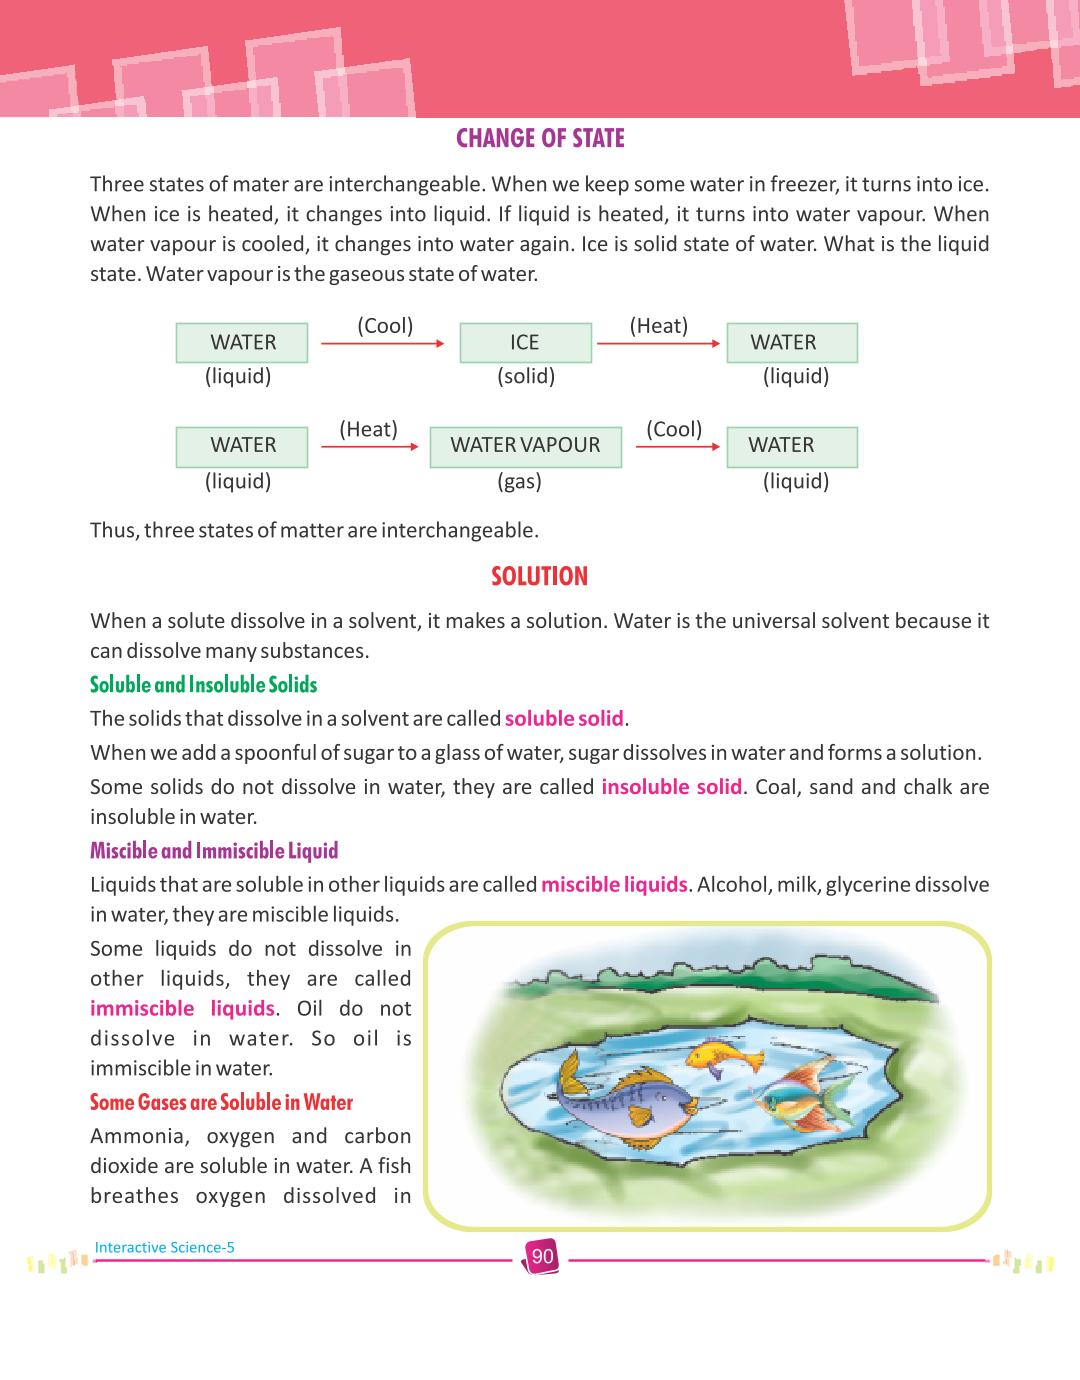 CHANGE OF STATE
Three states of mater are interchangeable. When we keep some water in freezer, it turns into ice.
When ice is heated, it changes into liquid. If liquid is heated, it turns into water vapour. When
water vapour is cooled, it changes into water again. Ice is solid state of water. What is the liquid
state. Water vapour is the gaseous state of water.
(Cool) (Heat)
WATER ICE WATER
(liquid) (solid) (liquid)
(Heat) (Cool)
WATER WATER VAPOUR WATER
(liquid) (gas) (liquid)
Thus, three states of matter are interchangeable.
SOLUTION
When a solute dissolve in a solvent, it makes a solution. Water is the universal solvent because it
can dissolve many substances.
Soluble and Insoluble Solids
The solids that dissolve in a solvent are called soluble solid.
When we add a spoonful of sugar to a glass of water, sugar dissolves in water and forms a solution.
Some solids do not dissolve in water, they are called insoluble solid. Coal, sand and chalk are
insoluble in water.
Miscible and Immiscible Liquid
Liquids that are soluble in other liquids are called miscible liquids. Alcohol, milk, glycerine dissolve
in water, they are miscible liquids.
Some liquids do not dissolve in
other liquids, they are called
immiscible liquids. Oil do not
dissolve in water. So oil is
immiscible in water.
Some Gases are Soluble in Water
Ammonia, oxygen and carbon
dioxide are soluble in water. A fish
breathes oxygen dissolved in
Interactive Science-5
90